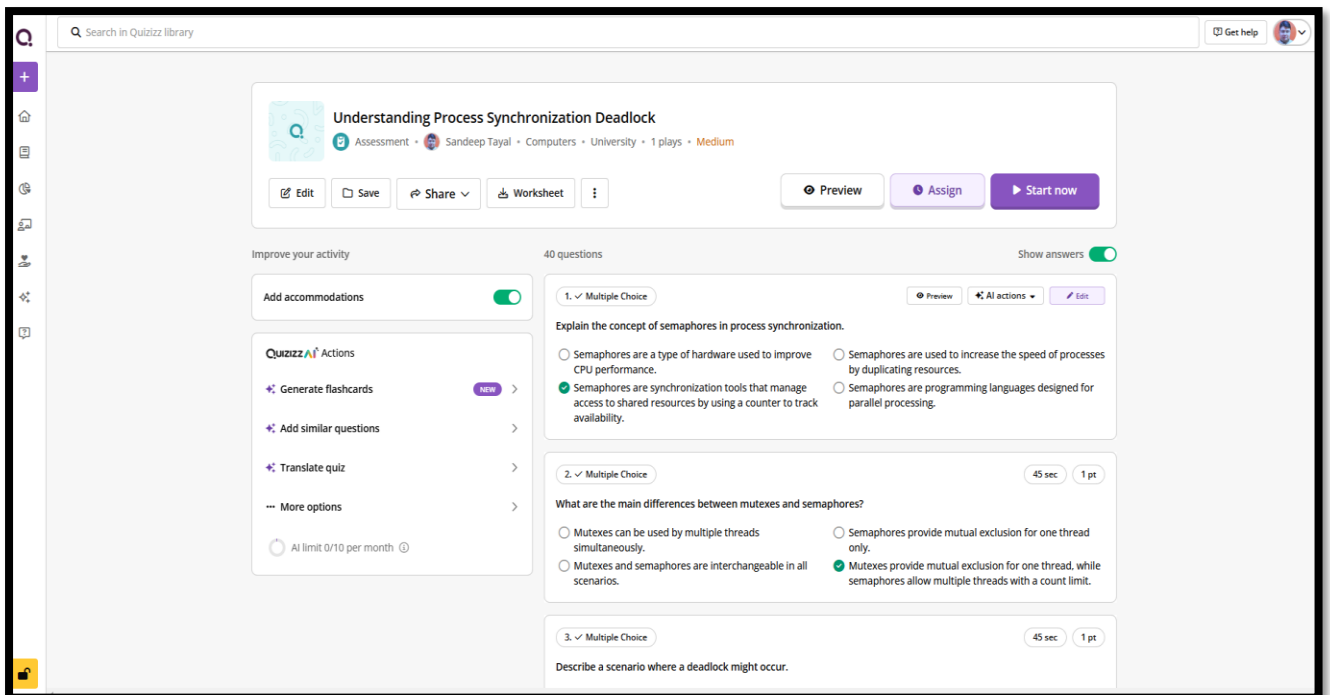 Search in Quizizz library
Get help
Understanding Process Synchronization Deadlock
Assessment • Sandeep Tayal • Computers • University • 1 plays • Medium
Edit
Save
Share
Worksheet
Preview
Assign
Start now
Improve your activity
40 questions
Show answers
Add accommodations
Quizizz AI Actions
Generate flashcards
NEW
Add similar questions
Translate quiz
More options
AI limit 0/10 per month
1. Multiple Choice
Preview
AI actions
Edit
Explain the concept of semaphores in process synchronization.
Semaphores are a type of hardware used to improve
CPU performance.
Semaphores are used to increase the speed of processes
by duplicating resources.
Semaphores are synchronization tools that manage
access to shared resources by using a counter to track
availability.
Semaphores are programming languages designed for
parallel processing.
2. Multiple Choice
45 sec
1 pt
What are the main differences between mutexes and semaphores?
Mutexes can be used by multiple threads
simultaneously.
Semaphores provide mutual exclusion for one thread
only.
Mutexes and semaphores are interchangeable in all
scenarios.
Mutexes provide mutual exclusion for one thread, while
semaphores allow multiple threads with a count limit.
3. Multiple Choice
45 sec
1 pt
Describe a scenario where a deadlock might occur.